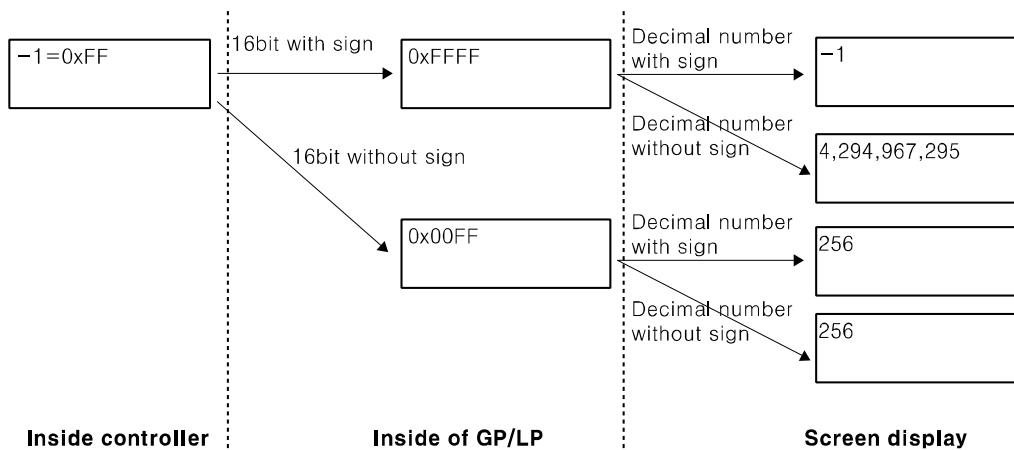 -1=0xFF
16bit with sign
0xFFFF
Decimal number
with sign
-1
Decimal number
without sign
4,294,967,295
16bit without sign
0x00FF
Decimal number
with sign
256
Decimal number
without sign
256
Inside controller
Inside of GP/LP
Screen display